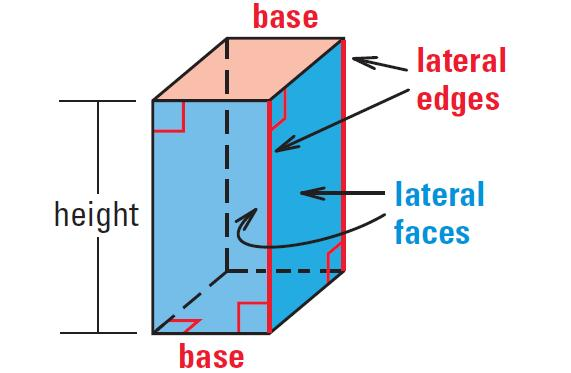 base
lateral
edges
height
lateral
faces
base